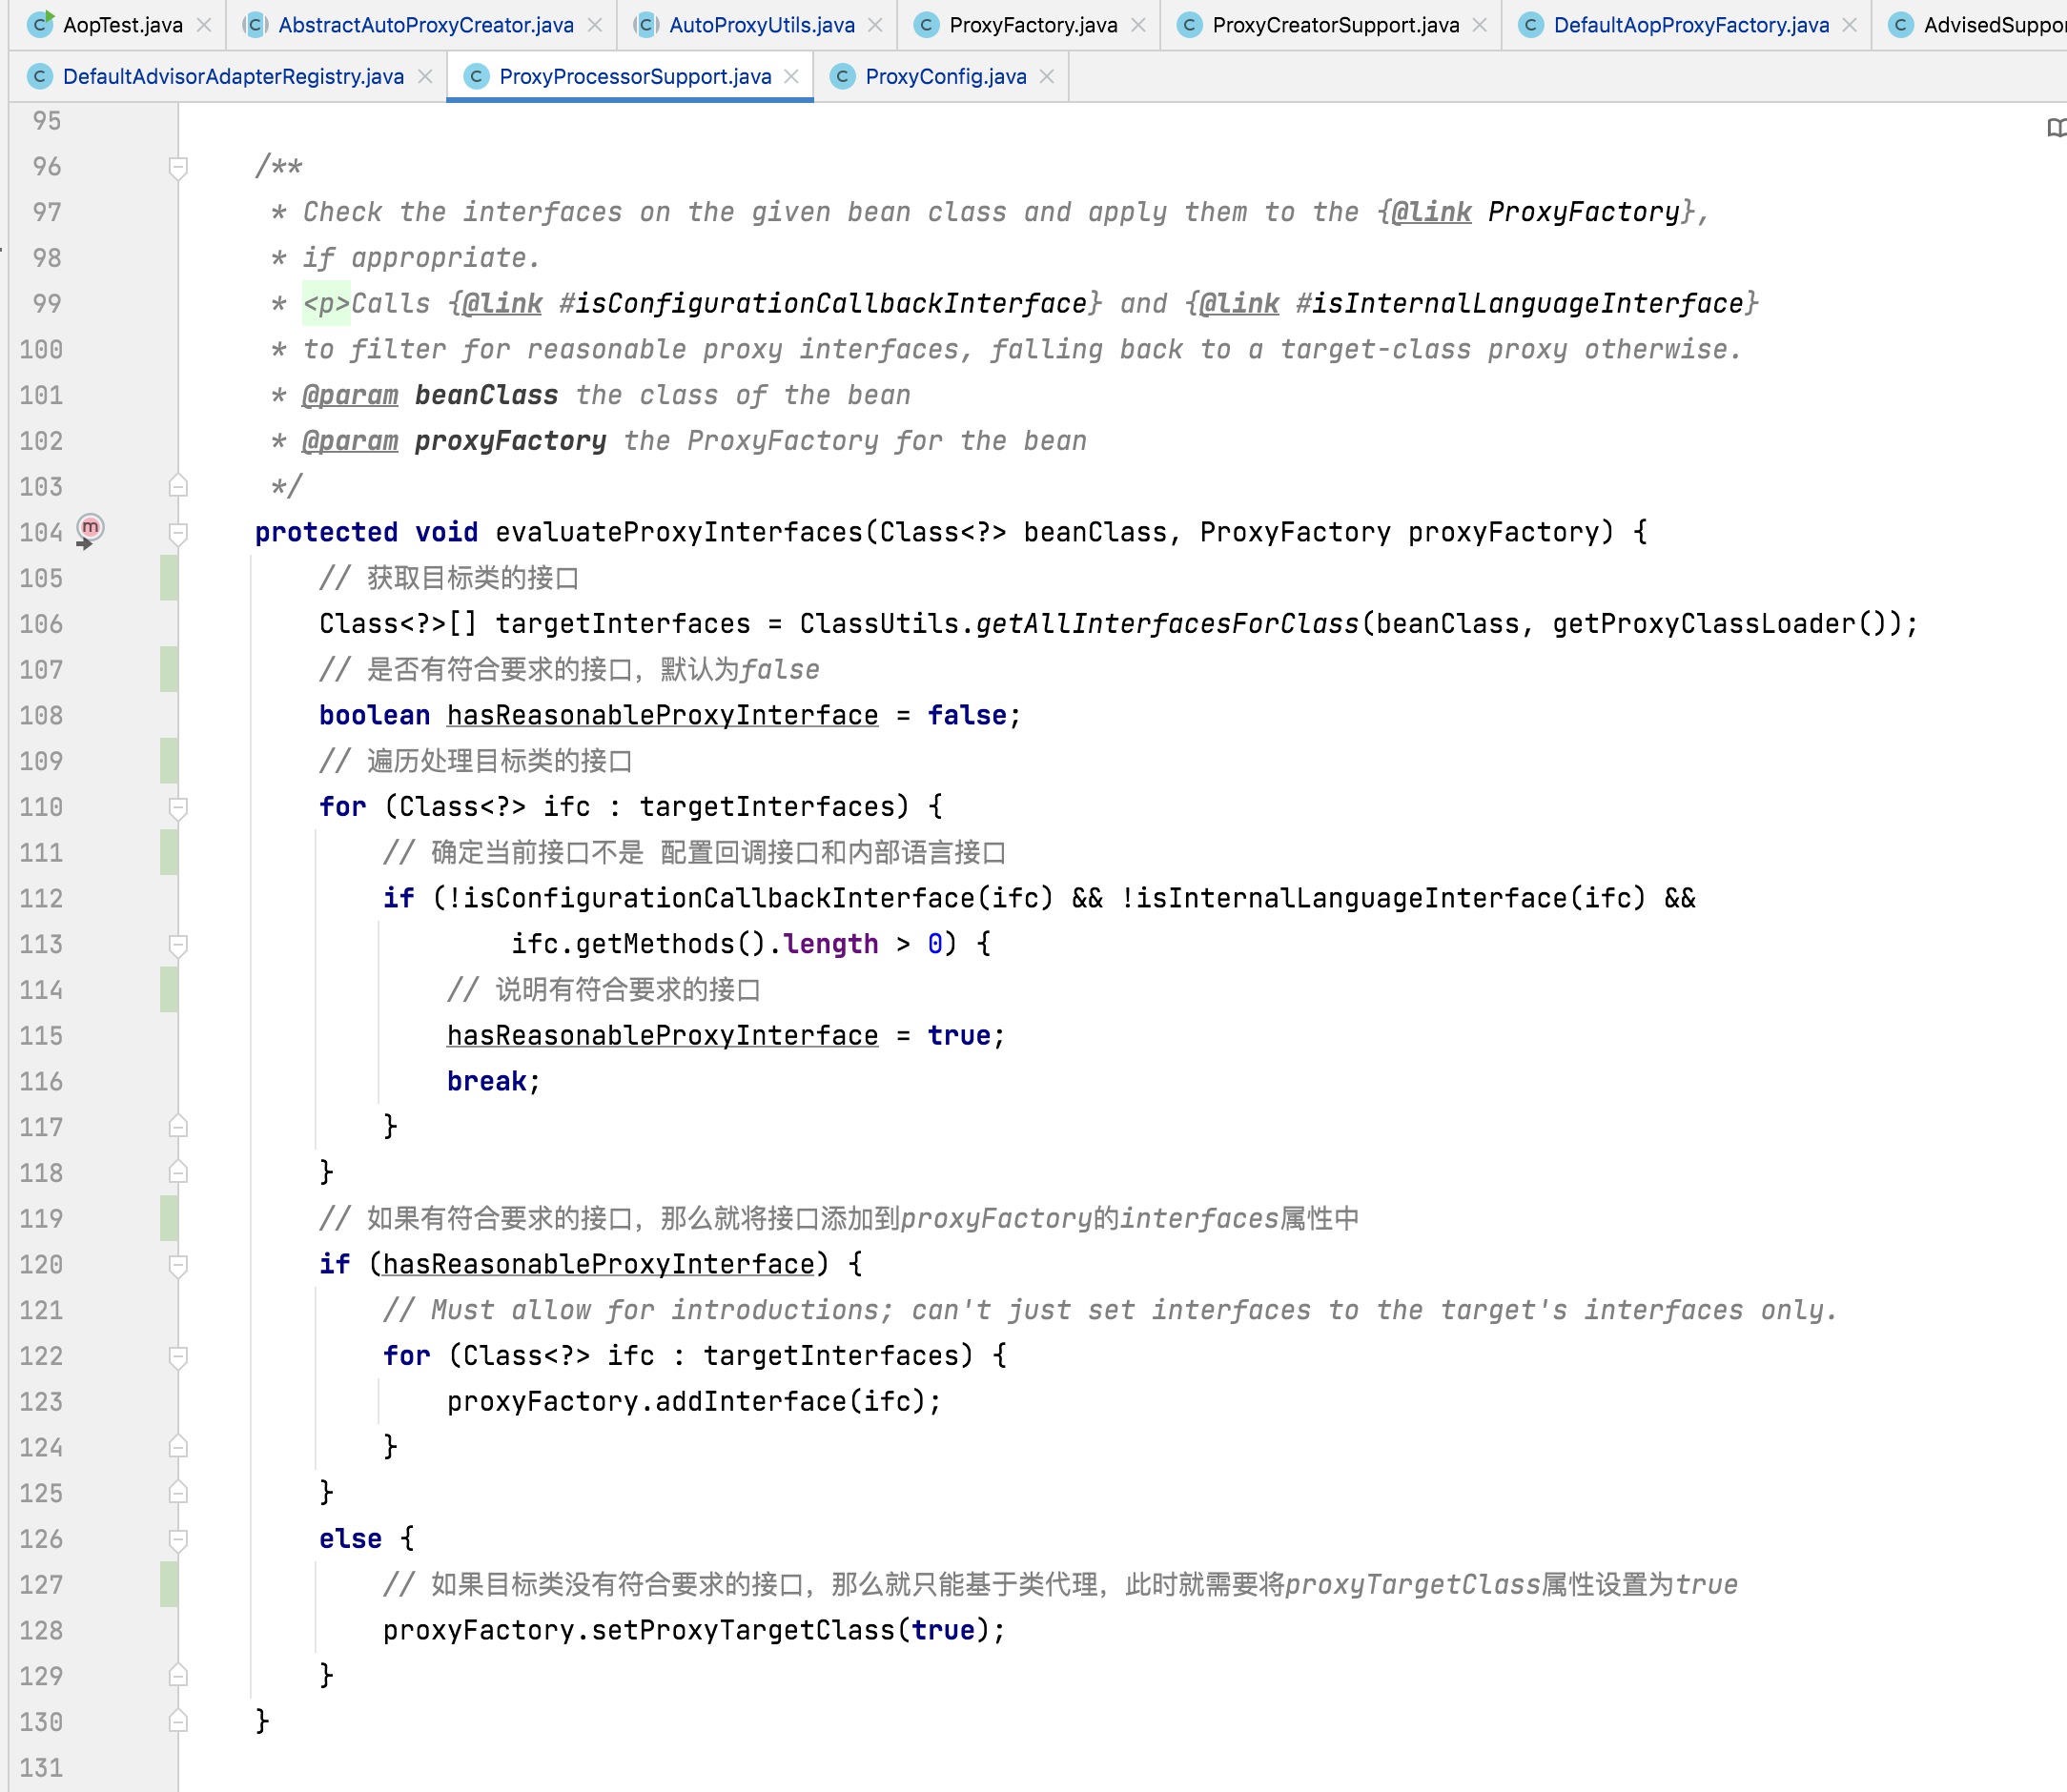 AopTest.java AbstractAutoProxyCreator.java AutoProxyUtils.java ProxyFactory.java ProxyCreatorSupport.java DefaultAopProxyFactory.java AdvisedSuppor
DefaultAdvisorAdapterRegistry.java ProxyProcessorSupport.java ProxyConfig.java
95
96 /**
97 * Check the interfaces on the given bean class and apply them to the {@link ProxyFactory},
98 * if appropriate.
99 * <p>Calls {@link #isConfigurationCallbackInterface} and {@link #isInternalLanguageInterface}
100 * to filter for reasonable proxy interfaces, falling back to a target-class proxy otherwise.
101 * @param beanClass the class of the bean
102 * @param proxyFactory the ProxyFactory for the bean
103 */
104 protected void evaluateProxyInterfaces(Class<?> beanClass, ProxyFactory proxyFactory) {
105 // 获取目标类的接口
106 Class<?>[] targetInterfaces = ClassUtils.getAllInterfacesForClass(beanClass, getProxyClassLoader());
107 // 是否有符合要求的接口，默认为false
108 boolean hasReasonableProxyInterface = false;
109 // 遍历处理目标类的接口
110 for (Class<?> ifc : targetInterfaces) {
111 // 确定当前接口不是 配置回调接口和内部语言接口
112 if (!isConfigurationCallbackInterface(ifc) && !isInternalLanguageInterface(ifc) &&
113 ifc.getMethods().length > 0) {
114 // 说明有符合要求的接口
115 hasReasonableProxyInterface = true;
116 break;
117 }
118 }
119 // 如果有符合要求的接口，那么就将接口添加到proxyFactory的interfaces属性中
120 if (hasReasonableProxyInterface) {
121 // Must allow for introductions; can't just set interfaces to the target's interfaces only.
122 for (Class<?> ifc : targetInterfaces) {
123 proxyFactory.addInterface(ifc);
124 }
125 }
126 else {
127 // 如果目标类没有符合要求的接口，那么就只能基于类代理，此时就需要将proxyTargetClass属性设置为true
128 proxyFactory.setProxyTargetClass(true);
129 }
130 }
131